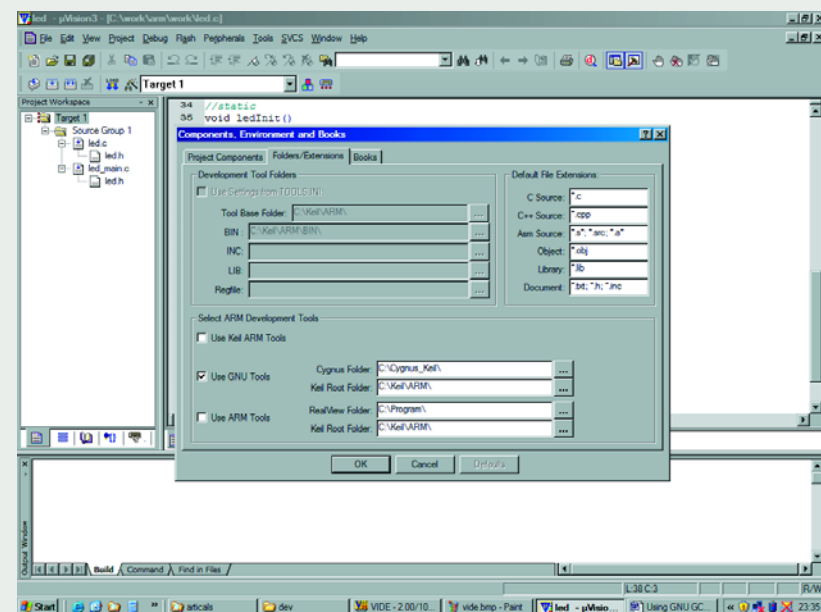 led - µVision3 - [C:\work\arm\work\led.c]
File Edit View Project Debug Flash Peripherals Tools SVCS Window Help
Target 1
Project Workspace
Target 1
Source Group 1
led.c
led.h
led_main.c
led.h
34 //static
35 void ledInit()
Components, Environment and Books
Project Components Folders/Extensions Books
Development Tool Folders
Use Settings from TOOLS.INI:
Tool Base Folder: C:\Keil\ARM\
BIN : C:\Keil\ARM\BIN\
INC:
LIB:
Regfile:
Default File Extensions:
C Source: *.c
C++ Source: *.cpp
Asm Source: *.s*; *.src; *.a*
Object: *.obj
Library: *.lib
Document: *.txt; *.h; *.inc
Select ARM Development Tools
Use Keil ARM Tools
Use GNU Tools
Cygnus Folder: C:\Cygnus_Keil\
Keil Root Folder: C:\Keil\ARM\
Use ARM Tools
RealView Folder: C:\Program\
Keil Root Folder: C:\Keil\ARM\
OK Cancel Defaults
Output Window
Build Command Find in Files
L:38 C:3 R/W
Start articals dev VIDE - 2.00/10... vide.bmp - Paint led - µVisio... Using GNU GC... 23:35